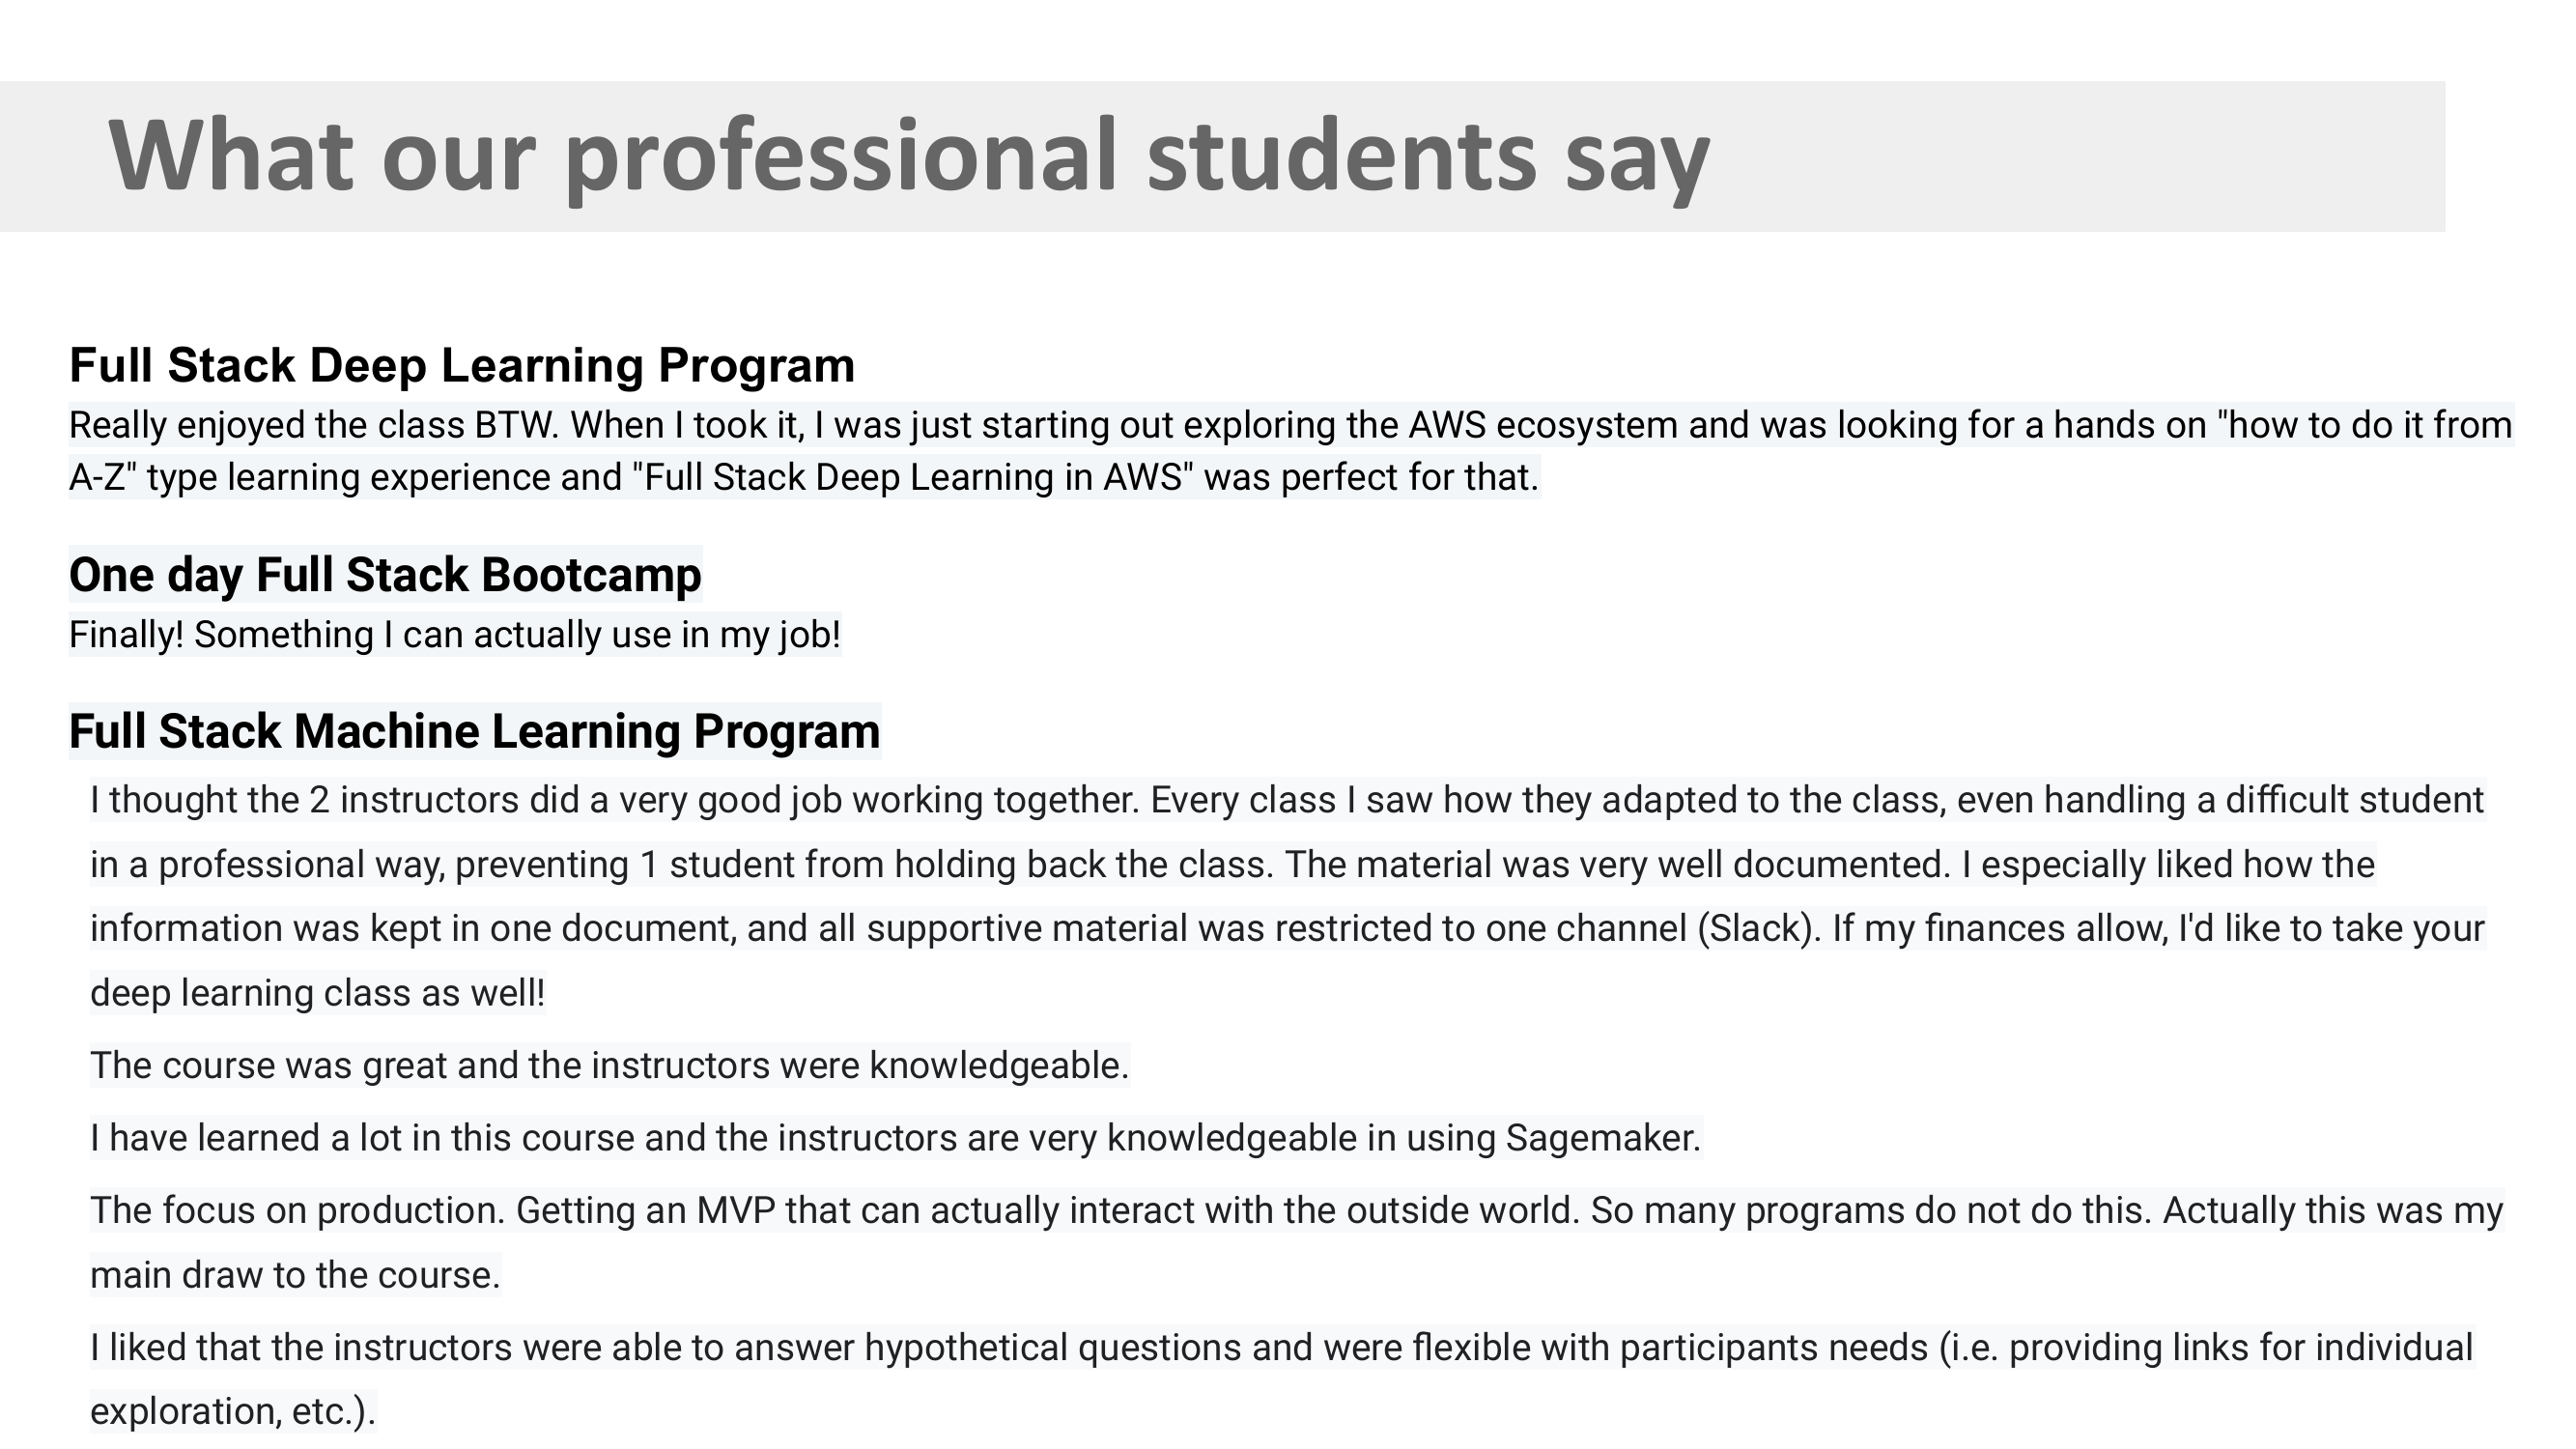 What our professional students say
Full Stack Deep Learning Program
Really enjoyed the class BTW. When I took it, I was just starting out exploring the AWS ecosystem and was looking for a hands on "how to do it from
A-Z" type learning experience and "Full Stack Deep Learning in AWS" was perfect for that.
One day Full Stack Bootcamp
Finally! Something I can actually use in my job!
Full Stack Machine Learning Program
I thought the 2 instructors did a very good job working together. Every class I saw how they adapted to the class, even handling a difficult student
in a professional way, preventing 1 student from holding back the class. The material was very well documented. I especially liked how the
information was kept in one document, and all supportive material was restricted to one channel (Slack). If my finances allow, I'd like to take your
deep learning class as well!
The course was great and the instructors were knowledgeable.
I have learned a lot in this course and the instructors are very knowledgeable in using Sagemaker.
The focus on production. Getting an MVP that can actually interact with the outside world. So many programs do not do this. Actually this was my
main draw to the course.
I liked that the instructors were able to answer hypothetical questions and were flexible with participants needs (i.e. providing links for individual
exploration, etc.).